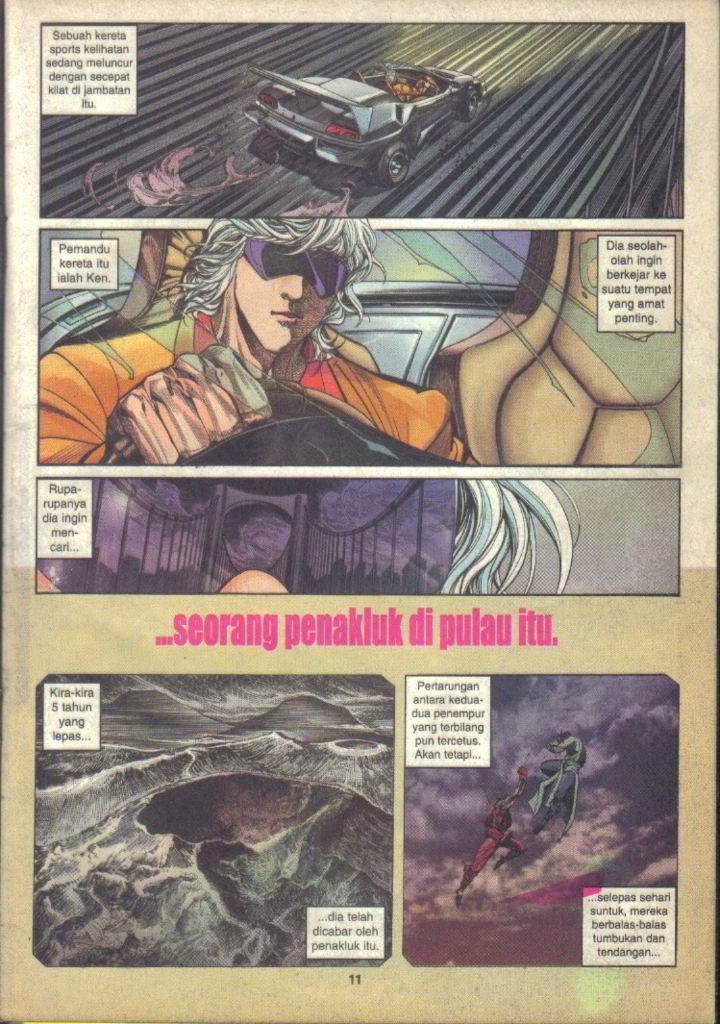 Sebuah kereta
sports kelihatan
sedang meluncur
dengan secepat
kilat di jambatan
itu.
Pemandu
kereta itu
ialah Ken.
Dia seolah-
olah ingin
berkejar ke
suatu tempat
yang amat
penting.
Rupa-
rupanya
dia ingin
men-
cari...
...seorang penakluk di pulau itu.
Kira-kira
5 tahun
yang
lepas...
...dia telah
dicabar oleh
penakluk itu.
Pertarungan
antara kedua-
dua penempur
yang terbilang
pun tercetus.
Akan tetapi...
...selepas sehari
suntuk, mereka
berbalas-balas
tumbukan dan
tendangan...
11